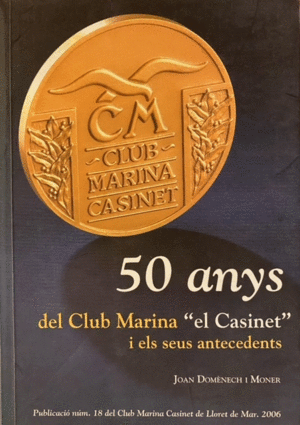 CM
CLUB
MARINA
CASINET
50 anys
del Club Marina “el Casinet”
i els seus antecedents
JOAN DOMÈNECH I MONER
Publicació núm. 18 del Club Marina Casinet de Lloret de Mar. 2006